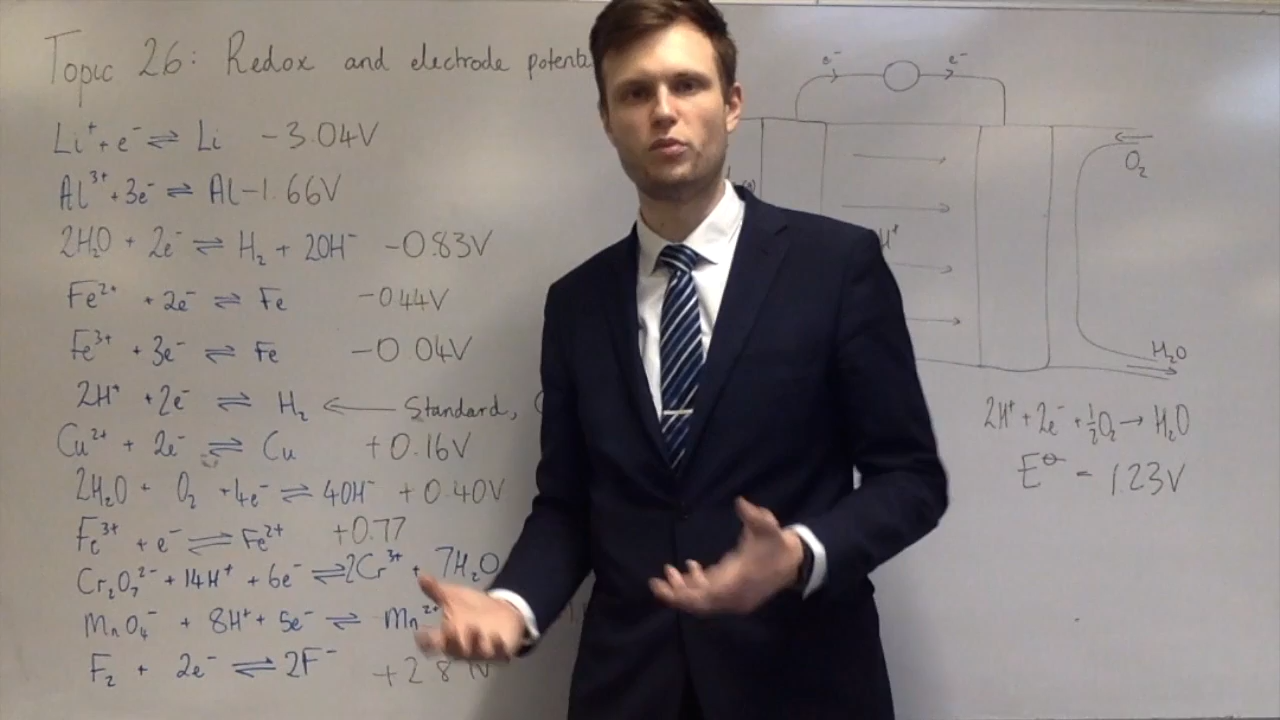 Topic 26: Redox and electrode
Li⁺ + e⁻ ⇌ Li -3.04V
Al³⁺ + 3e⁻ ⇌ Al -1.66V
2H₂O + 2e⁻ ⇌ H₂ + 2OH⁻ -0.83V
Fe²⁺ + 2e⁻ ⇌ Fe -0.44V
Fe³⁺ + 3e⁻ ⇌ Fe -0.04V
2H⁺ + 2e⁻ ⇌ H₂ ← Standard,
Cu²⁺ + 2e⁻ ⇌ Cu +0.16V
2H₂O + O₂ + 4e⁻ ⇌ 4OH⁻ +0.40V
Fe³⁺ + e⁻ ⇌ Fe²⁺ +0.77
Cr₂O₇²⁻ + 14H⁺ + 6e⁻ ⇌ 2Cr³⁺ + 7H₂O
MnO₄⁻ + 8H⁺ + 5e⁻ ⇌ Mn²⁺
F₂ + 2e⁻ ⇌ 2F⁻
e⁻ → e⁻ →
O₂
H⁺
H₂O
2H⁺ + 2e⁻ + ½O₂ → H₂O
E⦵ = 1.23V